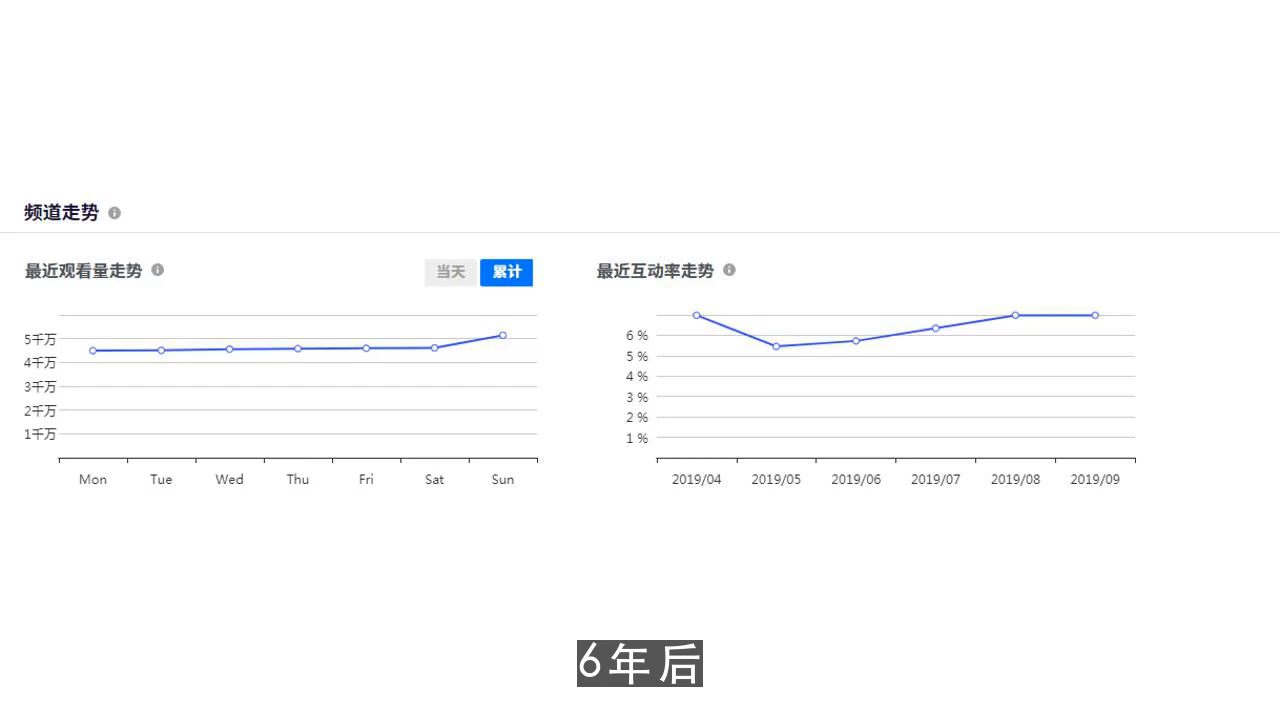 频道走势
最近观看量走势
当天 累计
5千万
4千万
3千万
2千万
1千万
Mon Tue Wed Thu Fri Sat Sun
最近互动率走势
6 %
5 %
4 %
3 %
2 %
1 %
2019/04 2019/05 2019/06 2019/07 2019/08 2019/09
6年后